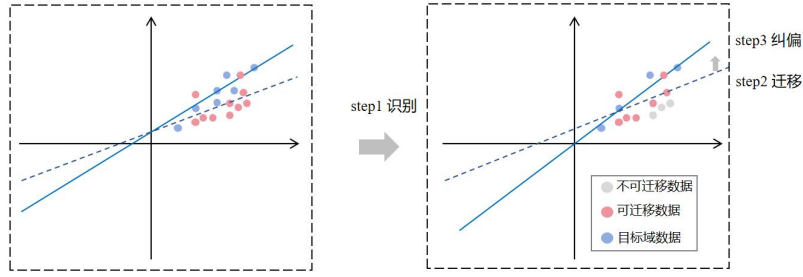 step1 识别
step3 纠偏
step2 迁移
不可迁移数据
可迁移数据
目标域数据